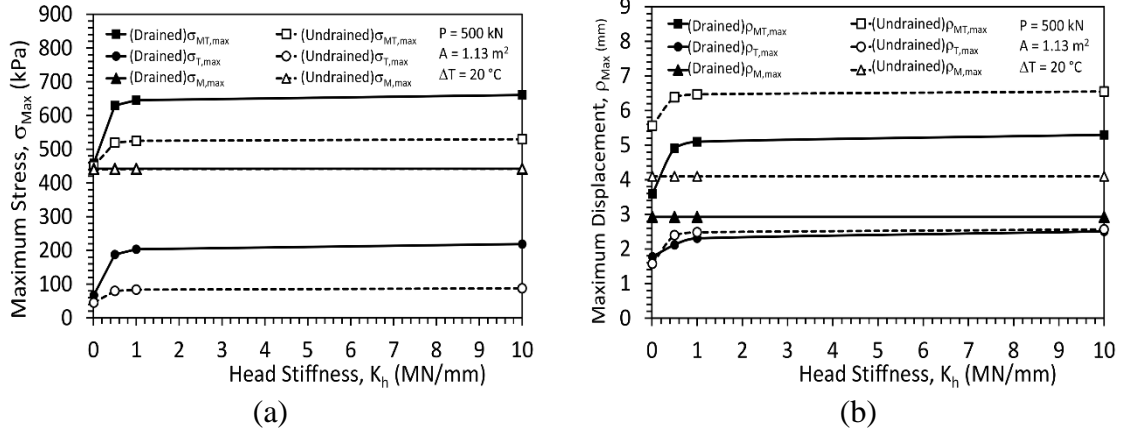 900
800
700
600
500
400
300
200
100
0
Maximum Stress, σMax (kPa)
(Drained)σMT,max (Undrained)σMT,max P = 500 kN
(Drained)σT,max (Undrained)σT,max A = 1.13 m²
(Drained)σM,max (Undrained)σM,max ΔT = 20 °C
0 1 2 3 4 5 6 7 8 9 10
Head Stiffness, Kh (MN/mm)
(a)
9
8
7
6
5
4
3
2
1
0
Maximum Displacement, ρMax (mm)
(Drained)ρMT,max (Undrained)ρMT,max P = 500 kN
(Drained)ρT,max (Undrained)ρT,max A = 1.13 m²
(Drained)ρM,max (Undrained)ρM,max ΔT = 20 °C
0 1 2 3 4 5 6 7 8 9 10
Head Stiffness, Kh (MN/mm)
(b)